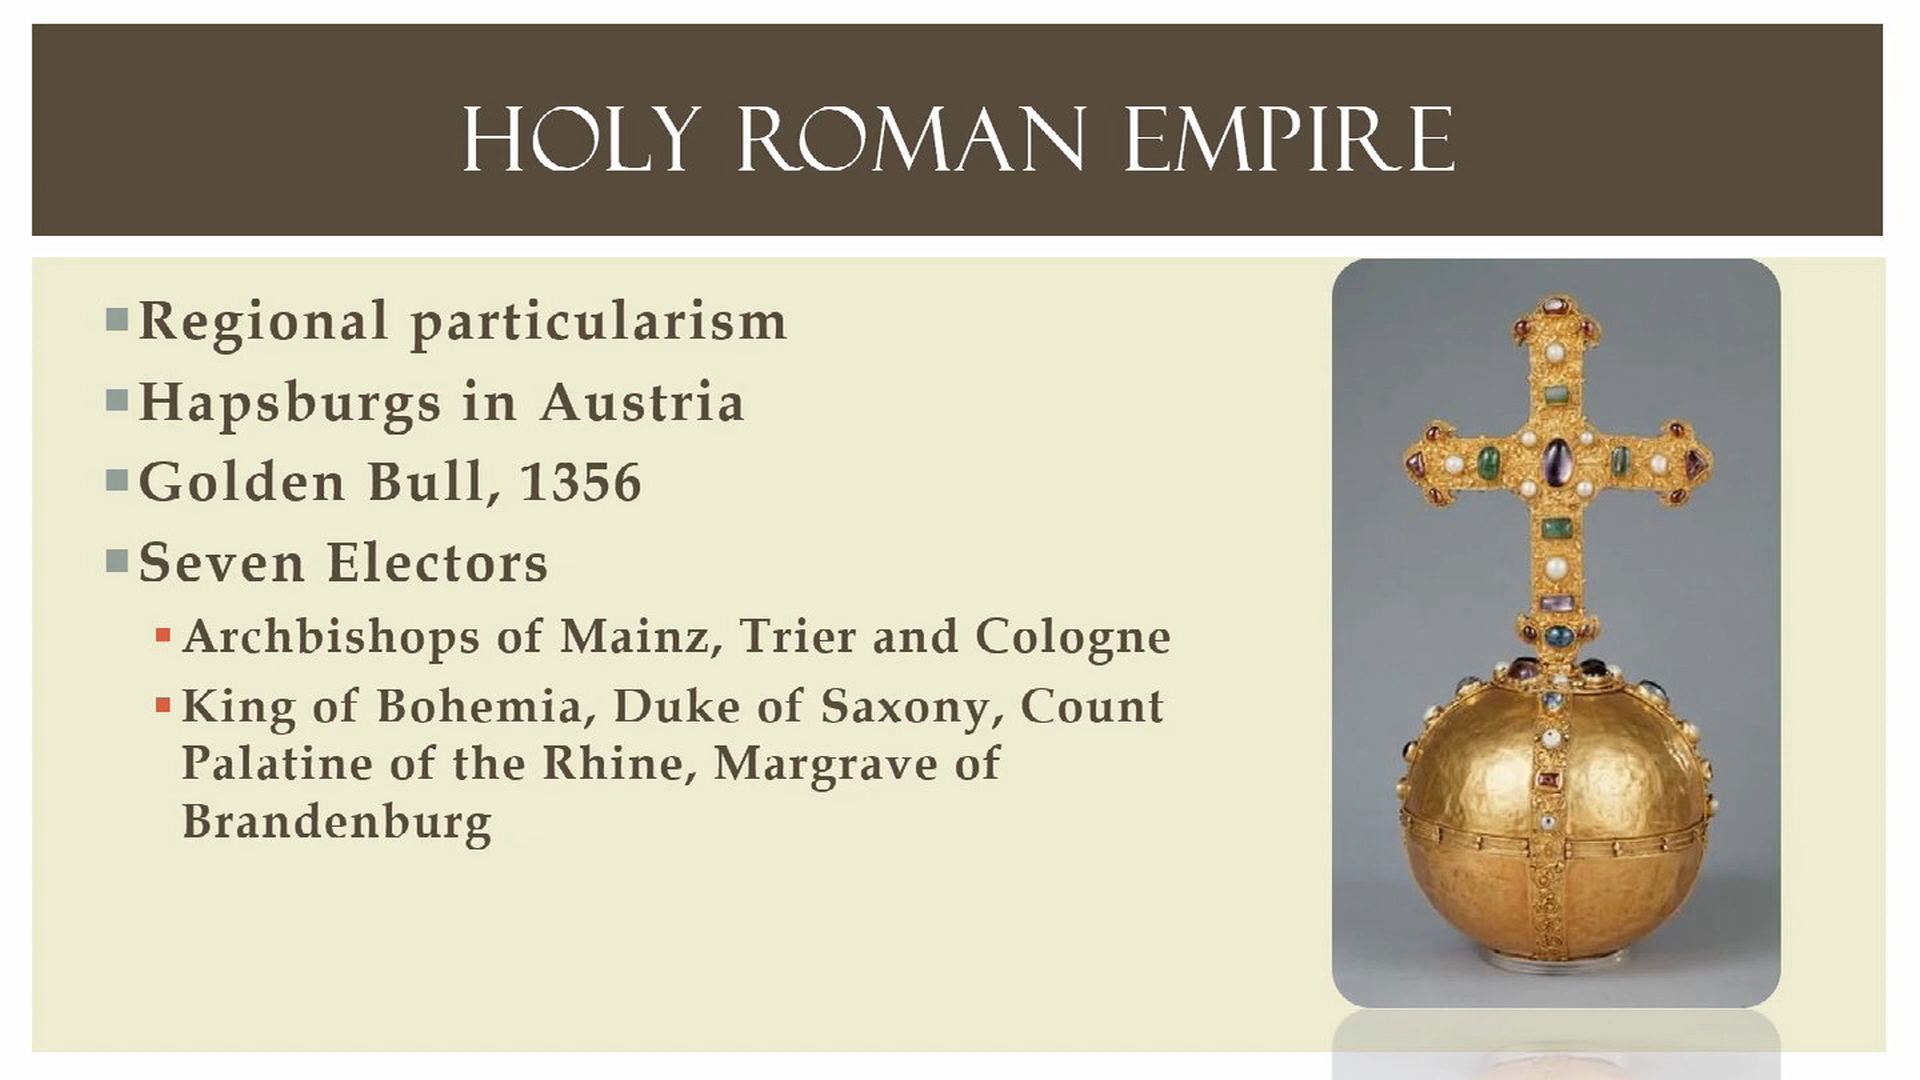 HOLY ROMAN EMPIRE
Regional particularism
Hapsburgs in Austria
Golden Bull, 1356
Seven Electors
Archbishops of Mainz, Trier and Cologne
King of Bohemia, Duke of Saxony, Count
Palatine of the Rhine, Margrave of
Brandenburg